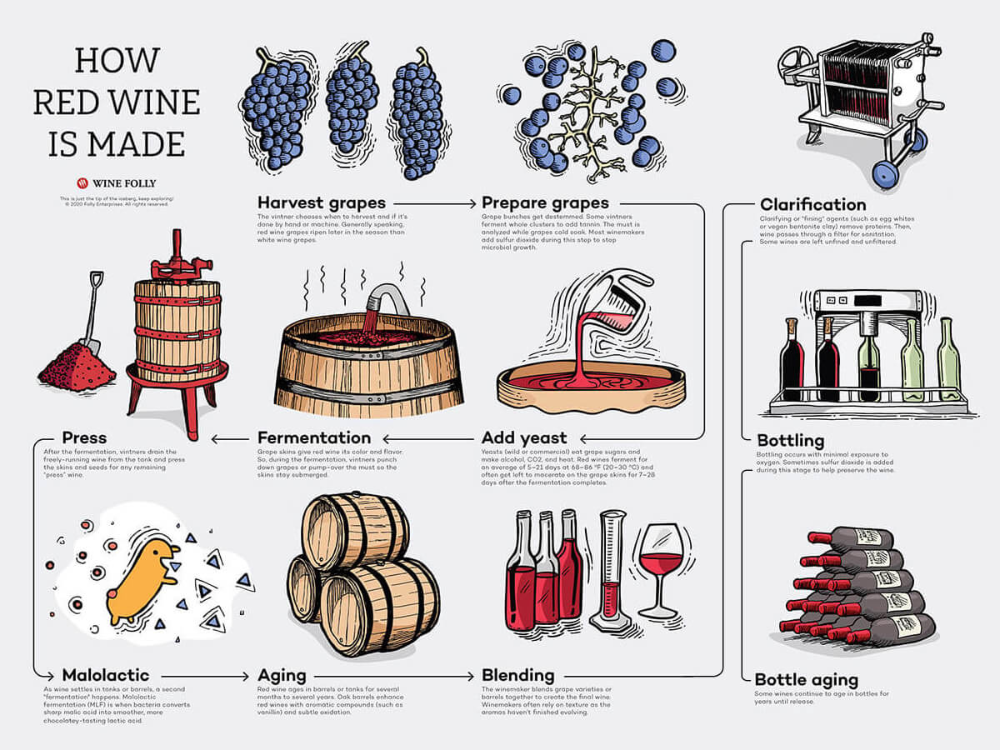 HOW
RED WINE
IS MADE
WINE FOLLY
This is just the tip of the iceberg, keep exploring!
© 2020 Folly Enterprises. All rights reserved.
Harvest grapes
The vintner chooses when to harvest and if it's
done by hand or machine. Generally speaking,
red wine grapes ripen later in the season than
white wine grapes.
Prepare grapes
Grape bunches get destemmed. Some vintners
ferment whole clusters to add tannin. The must is
analyzed while grapes cold soak. Most winemakers
add sulfur dioxide during this step to stop
microbial growth.
Add yeast
Yeasts (wild or commercial) eat grape sugars and
make alcohol, CO2, and heat. Red wines ferment for
an average of 5–21 days at 68–86 °F (20–30 °C) and
often get left to macerate on the grape skins for 7–28
days after the fermentation completes.
Fermentation
Grape skins give red wine its color and flavor.
So, during the fermentation, vintners punch
down grapes or pump-over the must so the
skins stay submerged.
Press
After the fermentation, vintners drain the
freely-running wine from the tank and press
the skins and seeds for any remaining
"press" wine.
Malolactic
As wine settles in tanks or barrels, a second
"fermentation" happens. Malolactic
fermentation (MLF) is when bacteria converts
sharp malic acid into smoother, more
chocolatey-tasting lactic acid.
Aging
Red wine ages in barrels or tanks for several
months to several years. Oak barrels enhance
red wines with aromatic compounds (such as
vanillin) and subtle oxidation.
Blending
The winemaker blends grape varieties or
barrels together to create the final wine.
Winemakers often rely on texture as the
aromas haven't finished evolving.
Clarification
Clarifying or "fining" agents (such as egg whites
or vegan bentonite clay) remove proteins. Then,
wine passes through a filter for sanitation.
Some wines are left unfined and unfiltered.
Bottling
Bottling occurs with minimal exposure to
oxygen. Sometimes sulfur dioxide is added
during this stage to help preserve the wine.
Bottle aging
Some wines continue to age in bottles for
years until release.